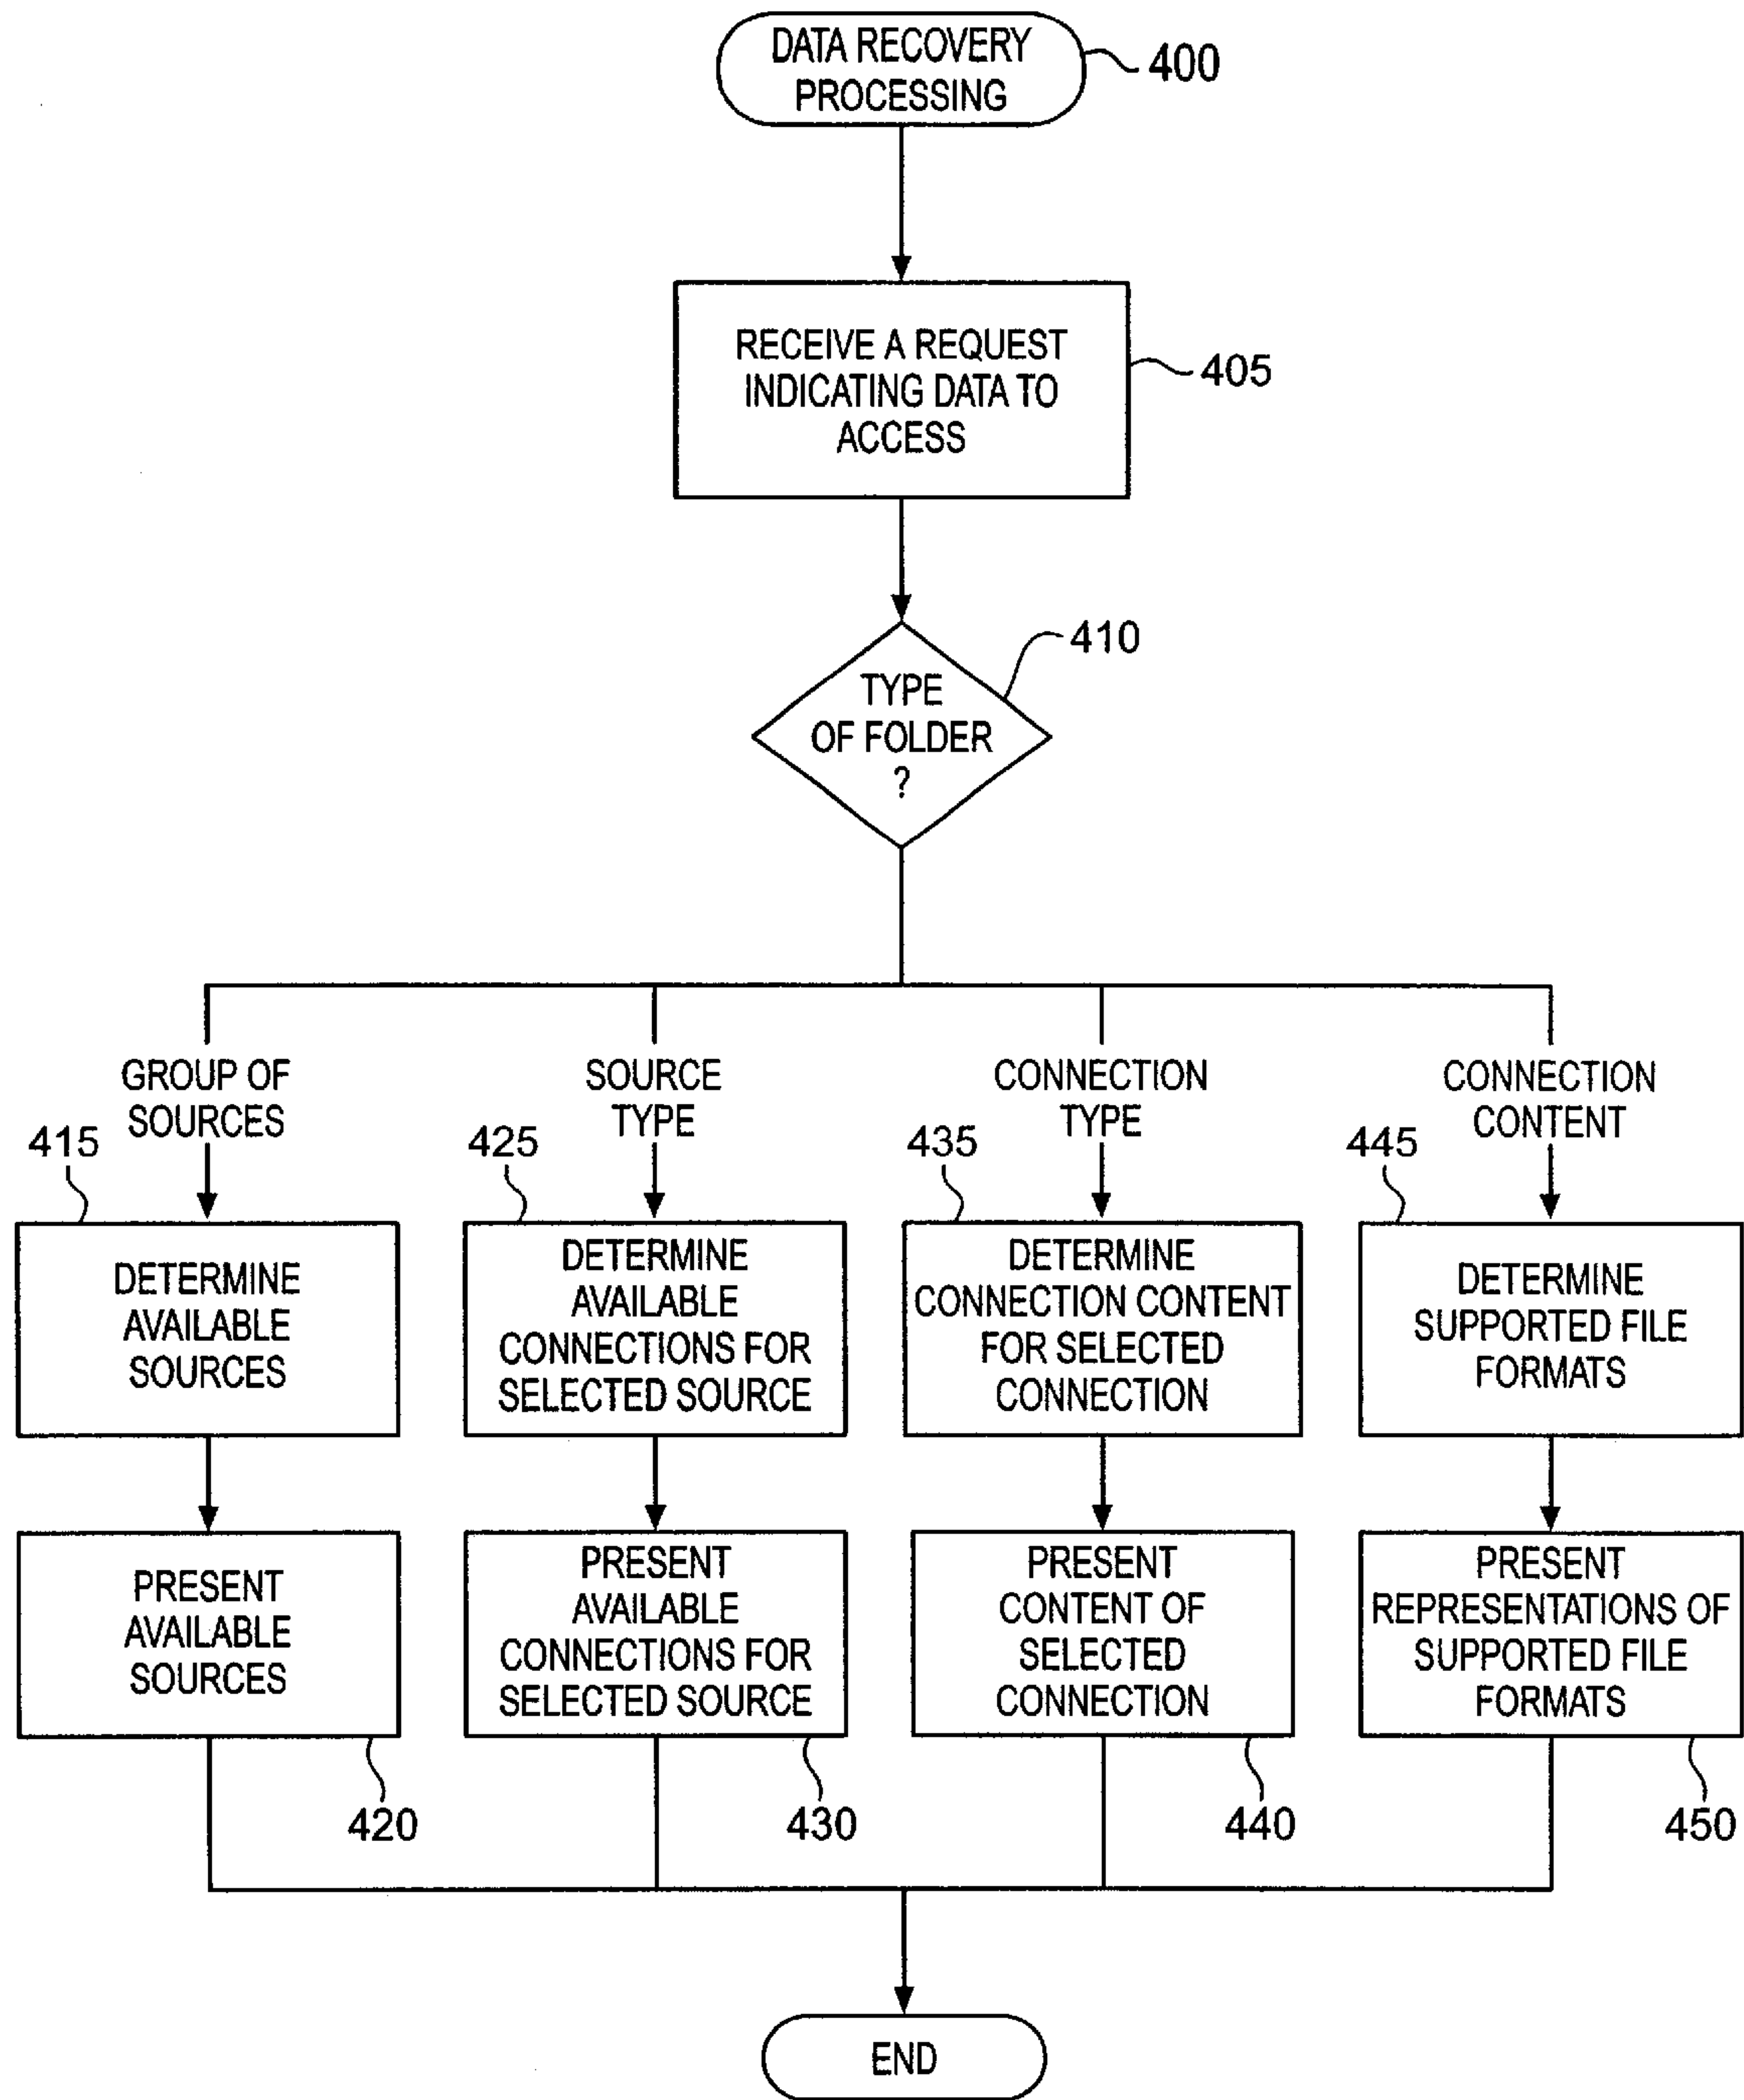 DATA RECOVERY
PROCESSING
400
RECEIVE A REQUEST
INDICATING DATA TO
ACCESS
405
410
TYPE
OF FOLDER
?
GROUP OF
SOURCES
SOURCE
TYPE
CONNECTION
TYPE
CONNECTION
CONTENT
415
425
435
445
DETERMINE
AVAILABLE
SOURCES
DETERMINE
AVAILABLE
CONNECTIONS FOR
SELECTED SOURCE
DETERMINE
CONNECTION CONTENT
FOR SELECTED
CONNECTION
DETERMINE
SUPPORTED FILE
FORMATS
PRESENT
AVAILABLE
SOURCES
PRESENT
AVAILABLE
CONNECTIONS FOR
SELECTED SOURCE
PRESENT
CONTENT OF
SELECTED
CONNECTION
PRESENT
REPRESENTATIONS OF
SUPPORTED FILE
FORMATS
420
430
440
450
END